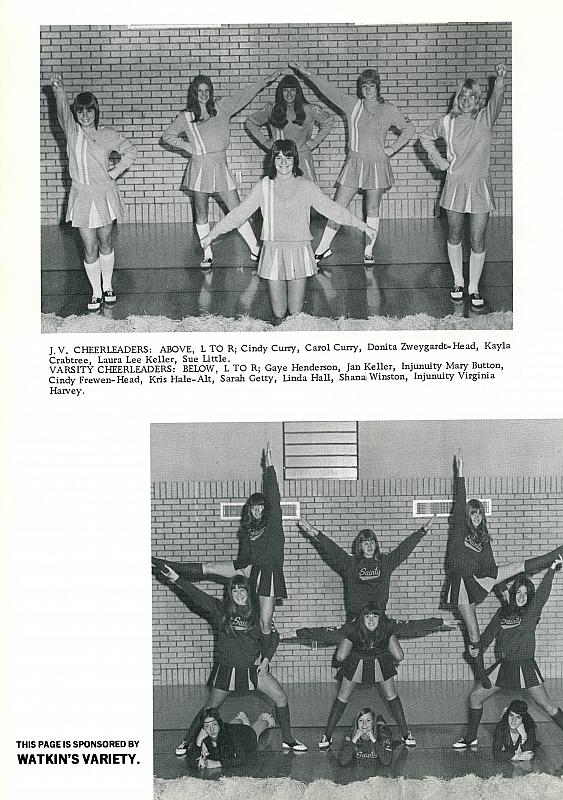 J.V. CHEERLEADERS: ABOVE, L TO R; Cindy Curry, Carol Curry, Donita Zweygardt-Head, Kayla
Crabtree, Laura Lee Keller, Sue Little.
VARSITY CHEERLEADERS: BELOW, L TO R; Gaye Henderson, Jan Keller, Injunuity Mary Button,
Cindy Frewen-Head, Kris Hale-Alt, Sarah Getty, Linda Hall, Shana Winston, Injunuity Virginia
Harvey.
Sainty
THIS PAGE IS SPONSORED BY
WATKIN'S VARIETY.